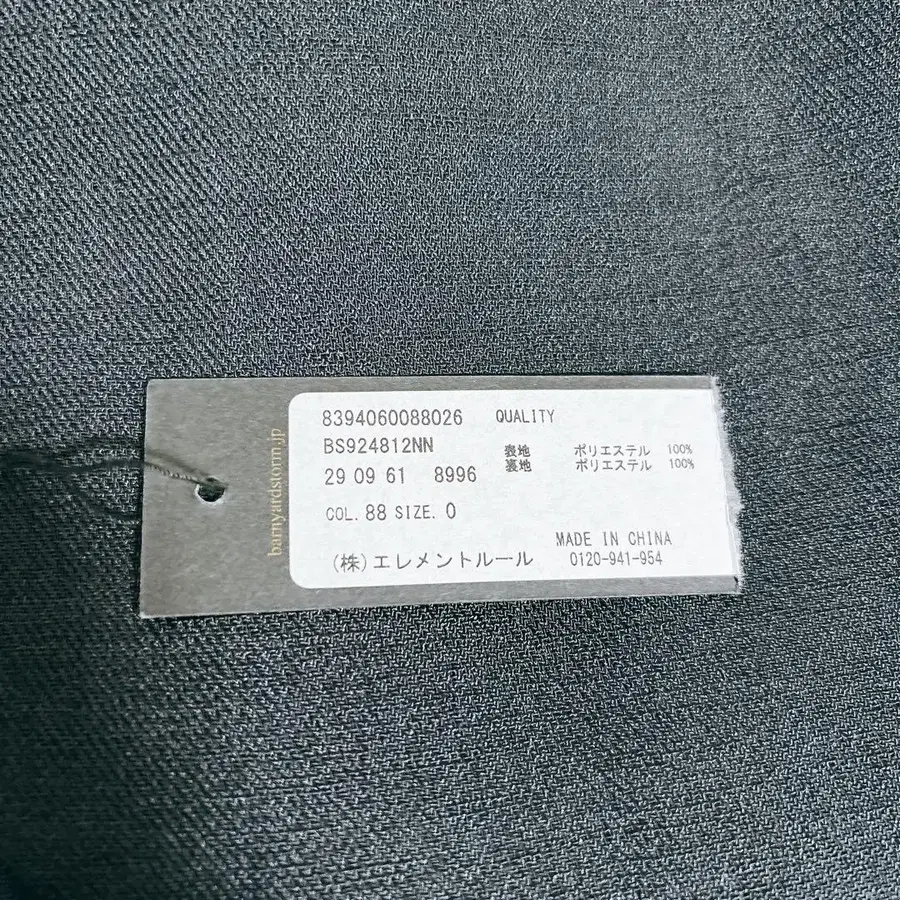 barnyardstorm.jp
8394060088026 QUALITY
BS924812NN
表地 ポリエステル 100%
裏地 ポリエステル 100%
29 09 61 8996
COL. 88 SIZE. 0
MADE IN CHINA
(株)エレメントルール 0120-941-954